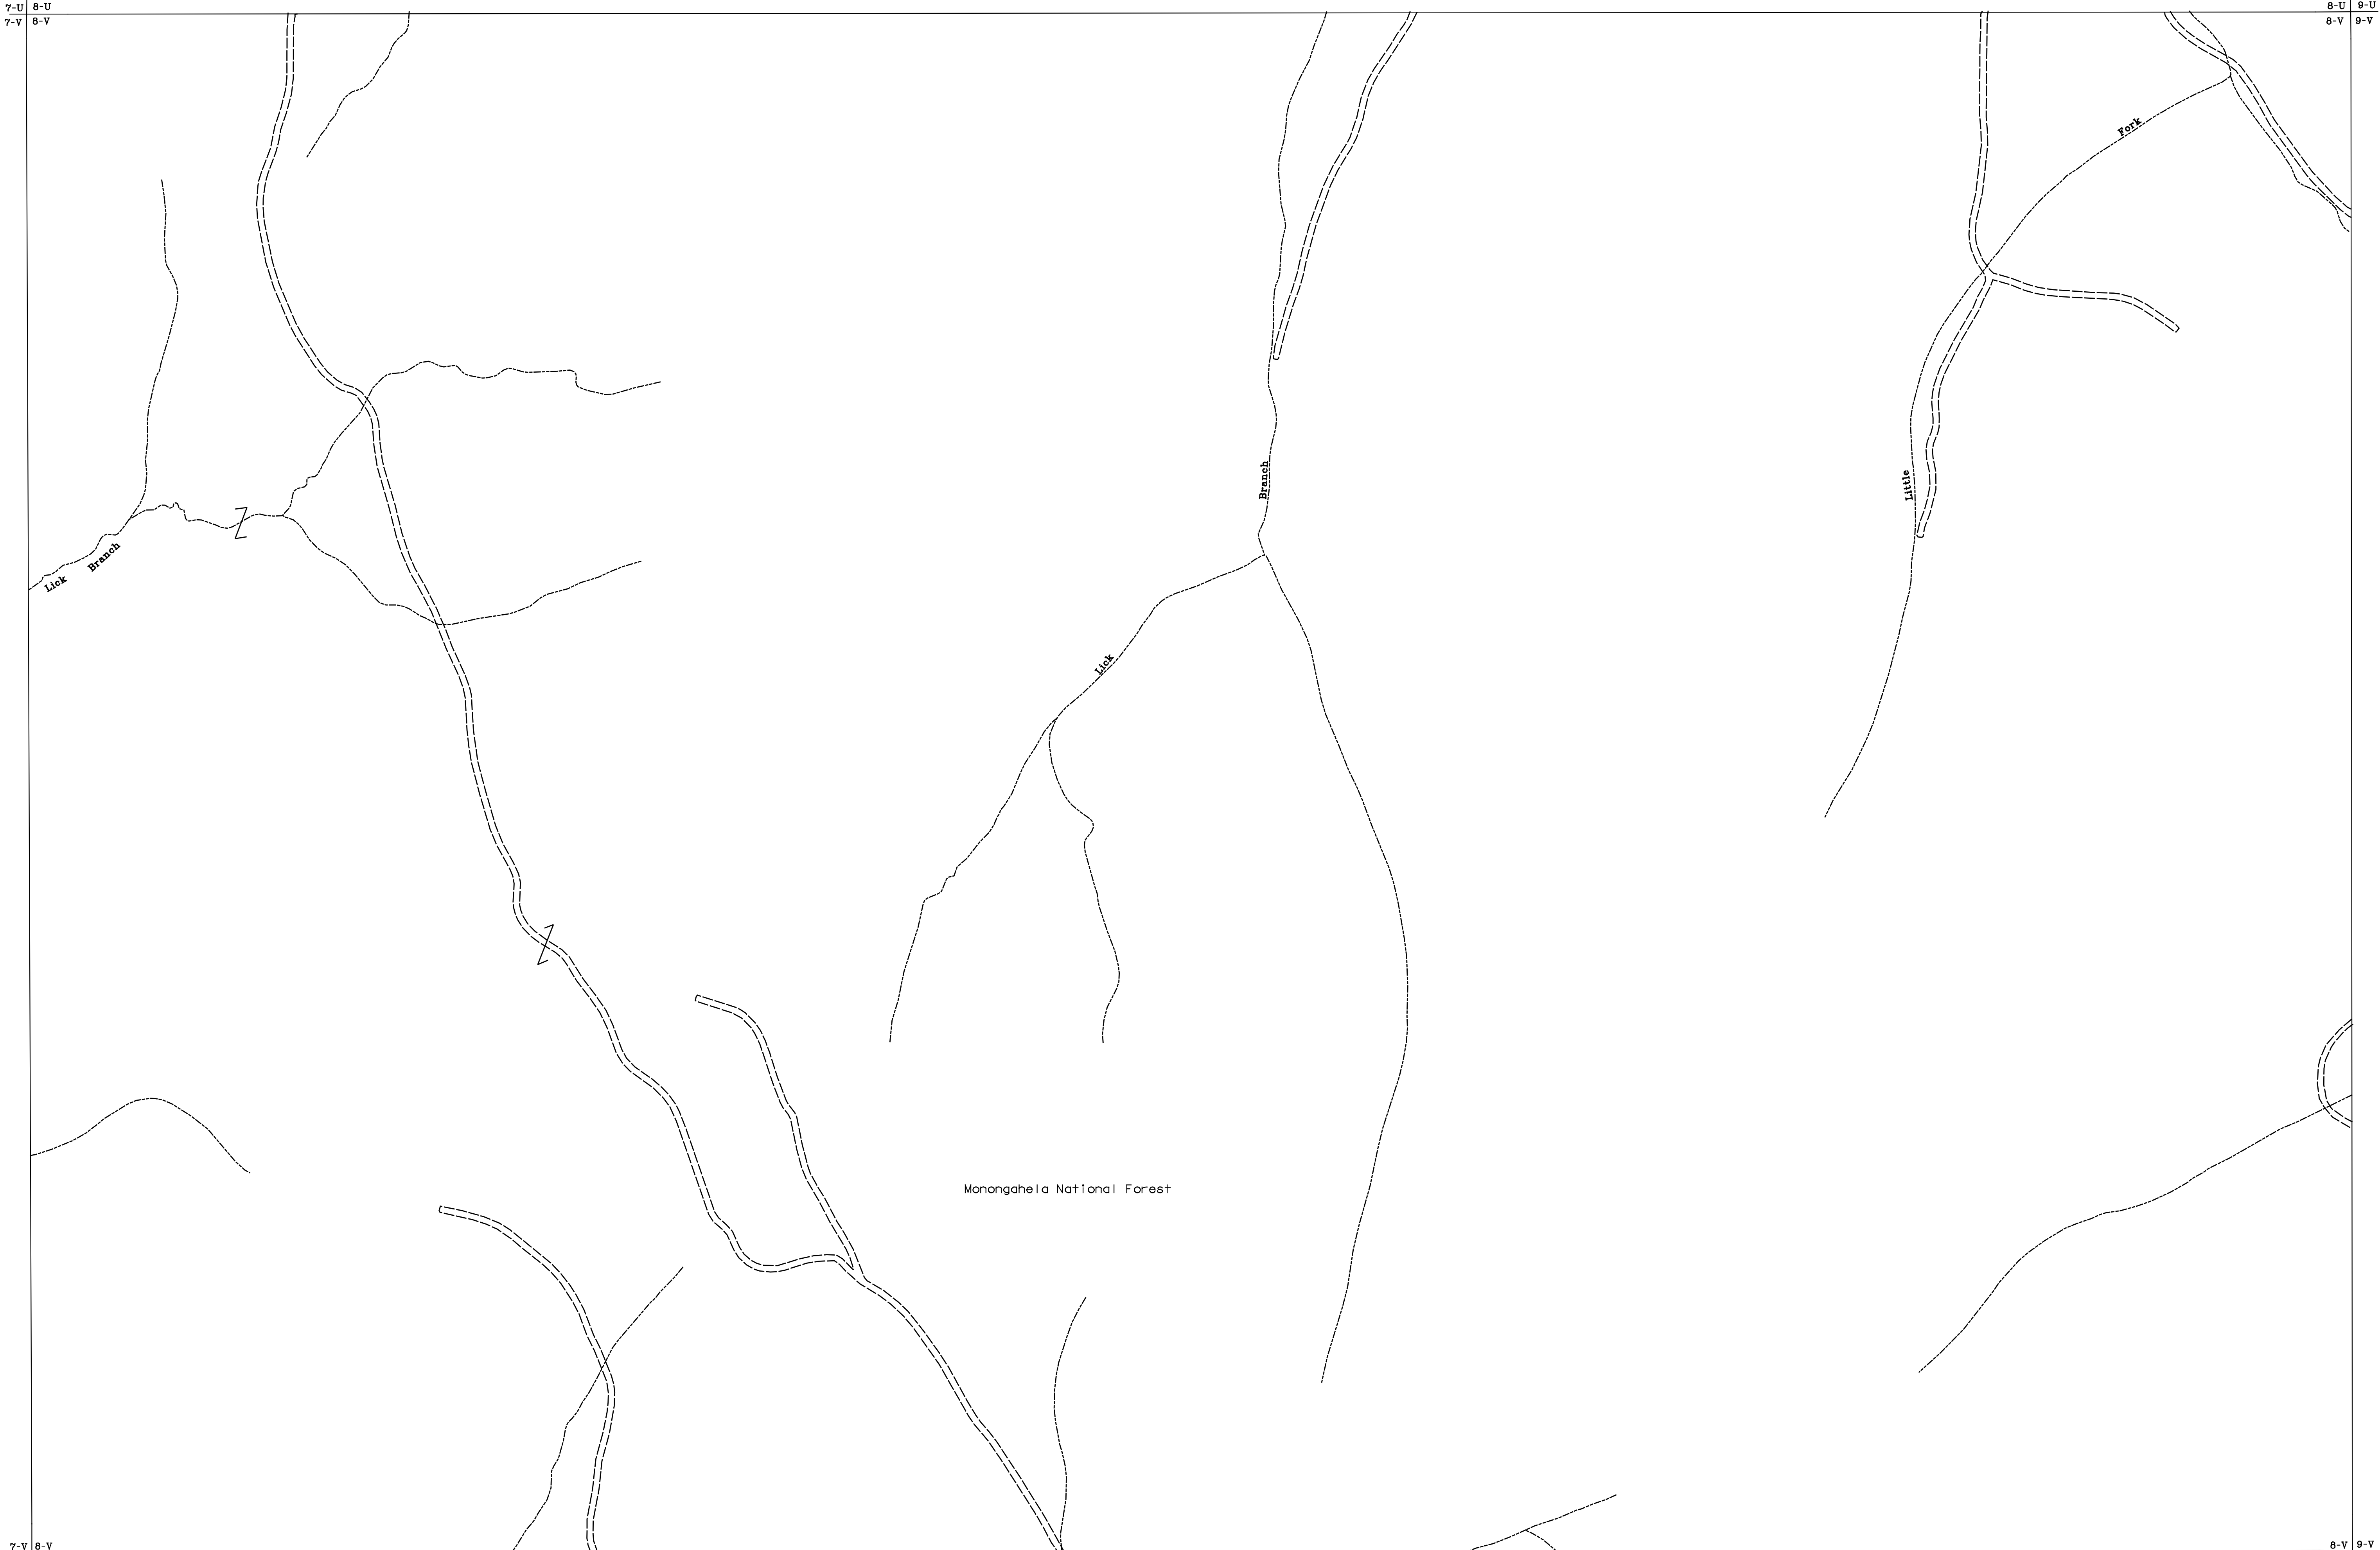 7-U 8-U
7-V 8-V
8-U 9-U
8-V 9-V
Fork
Branch
Little
Lick Branch
Lick
Monongahela National Forest
7-V 8-V
8-V 9-V